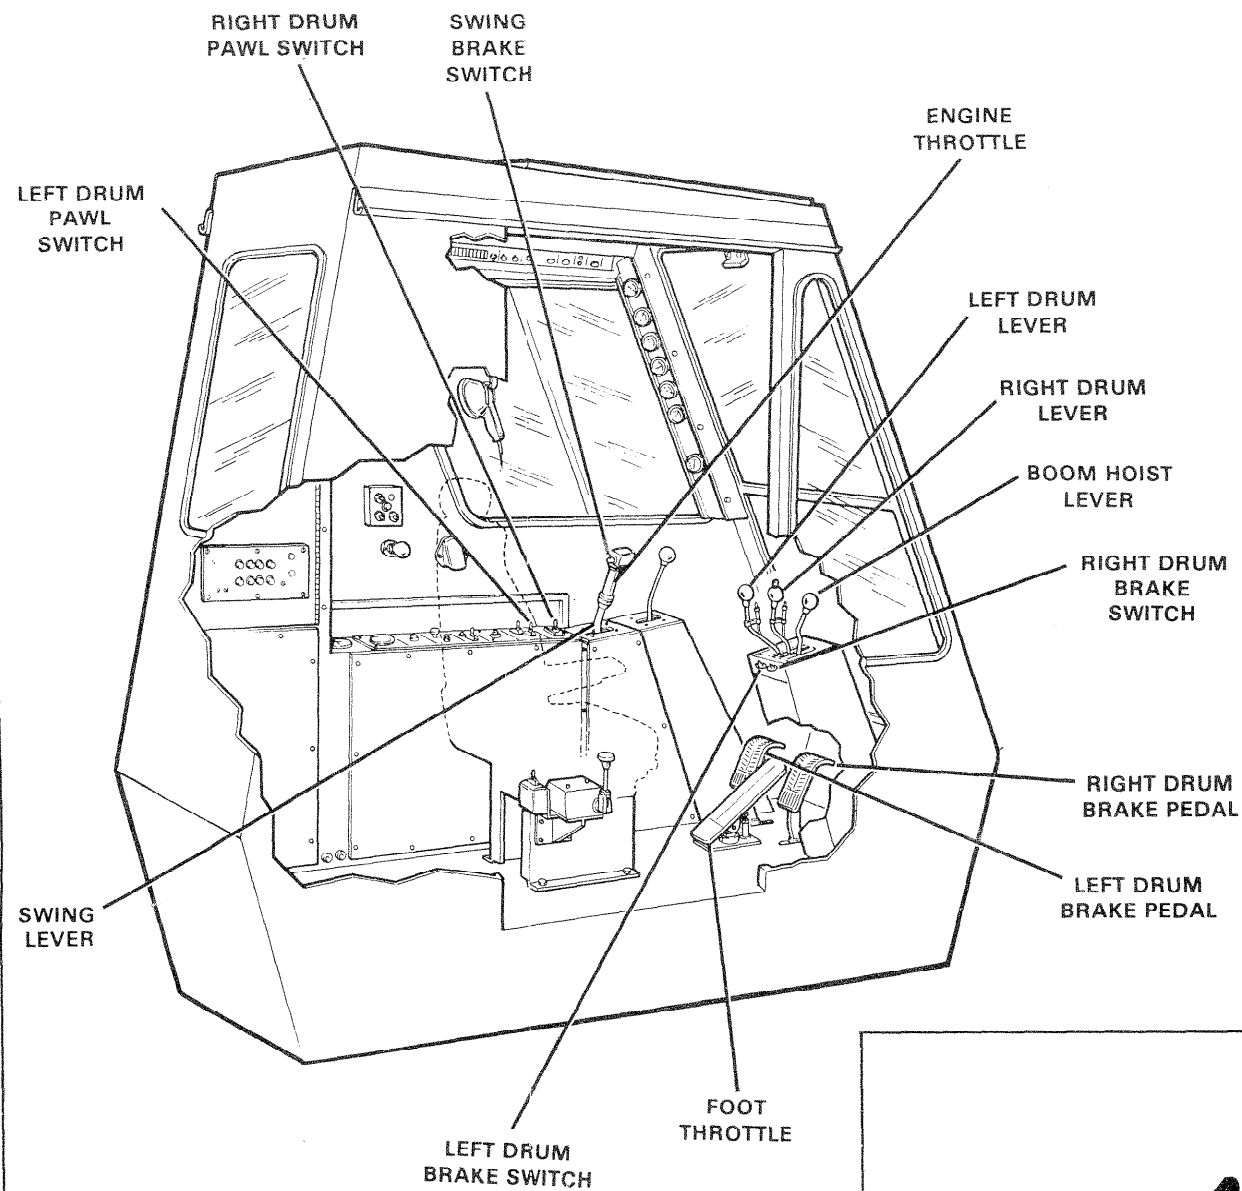 RIGHT DRUM
PAWL SWITCH
SWING
BRAKE
SWITCH
ENGINE
THROTTLE
LEFT DRUM
PAWL
SWITCH
LEFT DRUM
LEVER
RIGHT DRUM
LEVER
BOOM HOIST
LEVER
RIGHT DRUM
BRAKE
SWITCH
RIGHT DRUM
BRAKE PEDAL
LEFT DRUM
BRAKE PEDAL
SWING
LEVER
FOOT
THROTTLE
LEFT DRUM
BRAKE SWITCH